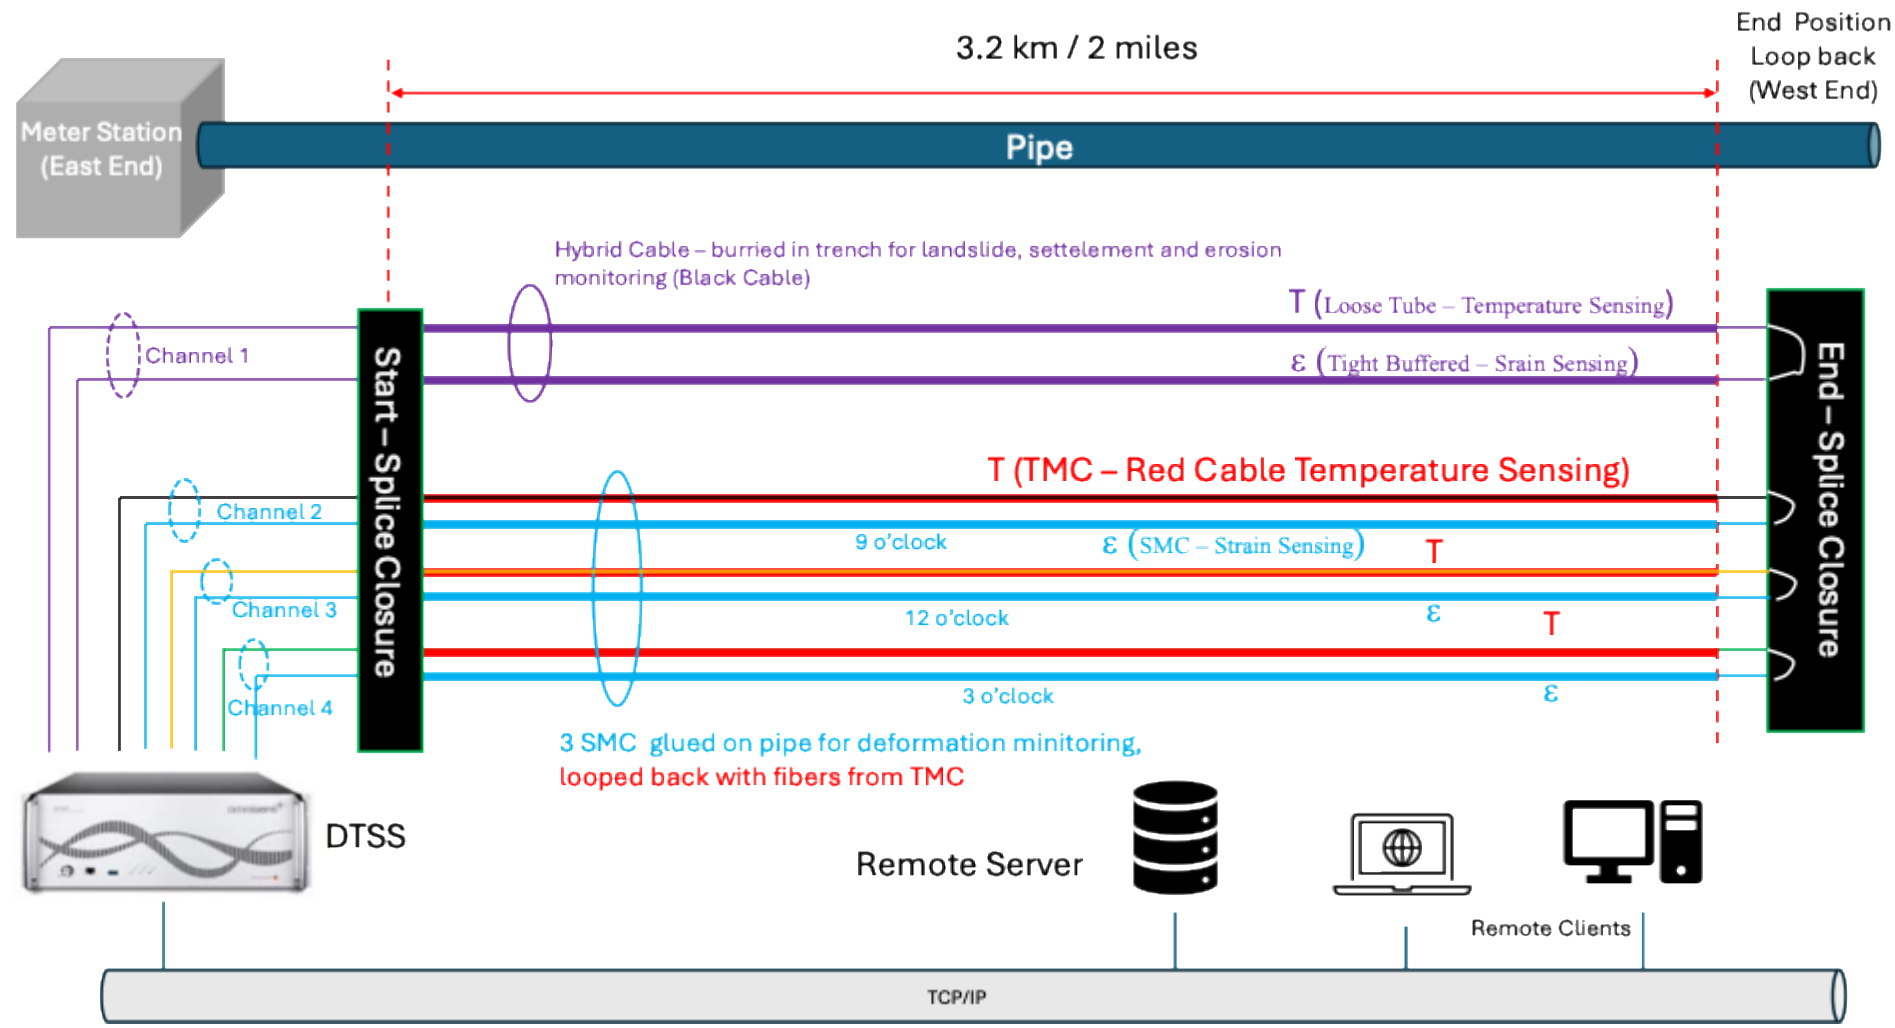 3.2 km / 2 miles
End Position
Loop back
(West End)
Meter Station
(East End)
Pipe
Hybrid Cable – burried in trench for landslide, settelement and erosion
monitoring (Black Cable)
T (Loose Tube – Temperature Sensing)
Channel 1
ε (Tight Buffered – Srain Sensing)
Start – Splice Closure
End – Splice Closure
T (TMC – Red Cable Temperature Sensing)
Channel 2
9 o'clock
ε (SMC – Strain Sensing)
T
Channel 3
12 o'clock
ε
T
Channel 4
3 o'clock
ε
3 SMC glued on pipe for deformation minitoring,
looped back with fibers from TMC
omnisens
DTSS
Remote Server
Remote Clients
TCP/IP